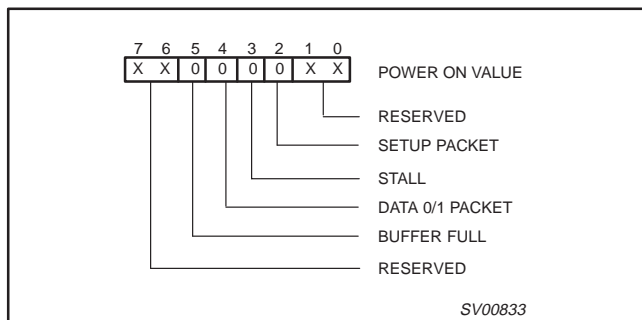 7 6 5 4 3 2 1 0
X X 0 0 0 0 X X POWER ON VALUE
RESERVED
SETUP PACKET
STALL
DATA 0/1 PACKET
BUFFER FULL
RESERVED
SV00833